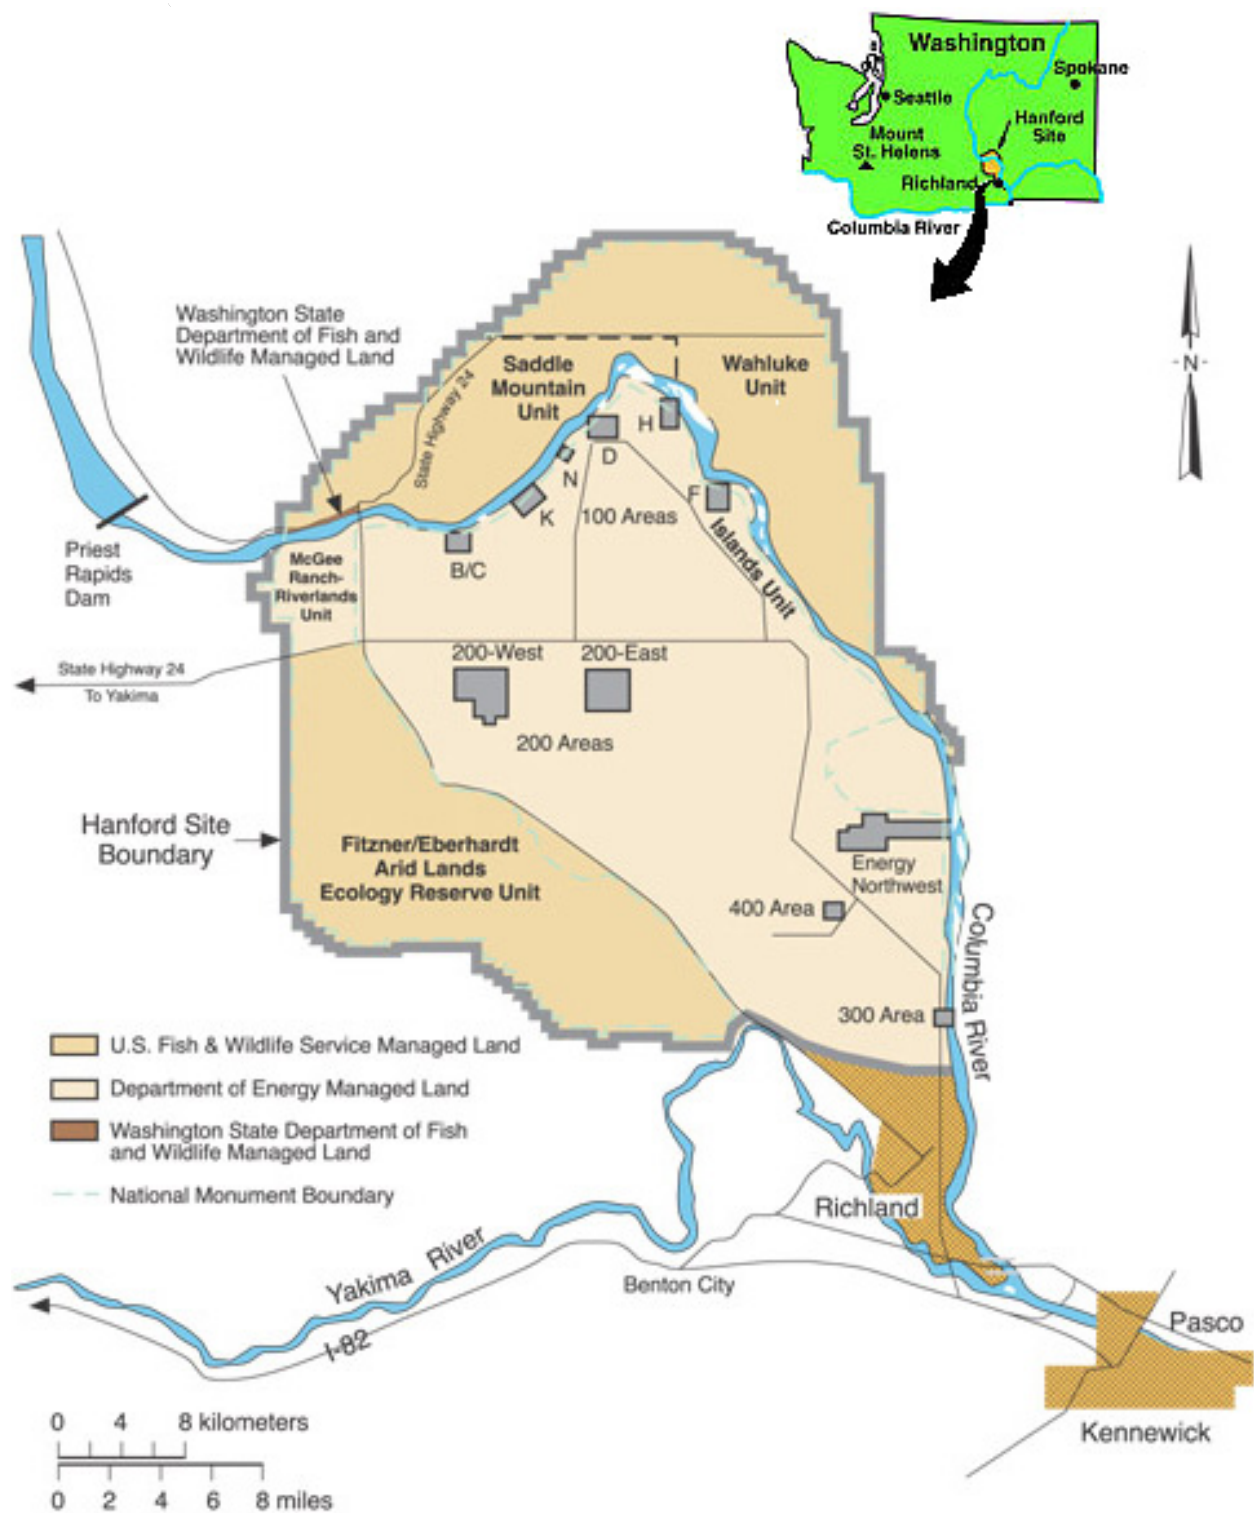 Washington
Spokane
Seattle
Hanford
Site
Mount
St. Helens
Richland
Columbia River
Washington State
Department of Fish and
Wildlife Managed Land
N
Saddle
Mountain
Unit
Wahluke
Unit
State Highway 24
H
D
N
F
K
100 Areas
Islands Unit
Priest
Rapids
Dam
McGee
Ranch-
Riverlands
Unit
B/C
200-West
200-East
State Highway 24
To Yakima
200 Areas
Hanford Site
Boundary
Fitzner/Eberhardt
Arid Lands
Ecology Reserve Unit
Energy
Northwest
400 Area
Columbia River
300 Area
U.S. Fish & Wildlife Service Managed Land
Department of Energy Managed Land
Washington State Department of Fish
and Wildlife Managed Land
National Monument Boundary
Richland
Yakima River
Benton City
I-82
Pasco
Kennewick
0 4 8 kilometers
0 2 4 6 8 miles